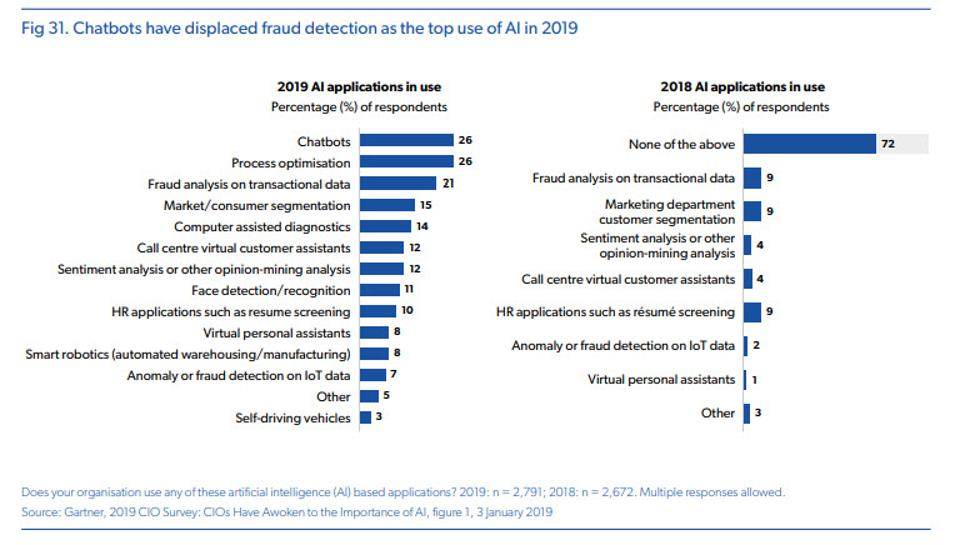 Fig 31. Chatbots have displaced fraud detection as the top use of AI in 2019
2019 AI applications in use
Percentage (%) of respondents
Chatbots 26
Process optimisation 26
Fraud analysis on transactional data 21
Market/consumer segmentation 15
Computer assisted diagnostics 14
Call centre virtual customer assistants 12
Sentiment analysis or other opinion-mining analysis 12
Face detection/recognition 11
HR applications such as resume screening 10
Virtual personal assistants 8
Smart robotics (automated warehousing/manufacturing) 8
Anomaly or fraud detection on IoT data 7
Other 5
Self-driving vehicles 3
2018 AI applications in use
Percentage (%) of respondents
None of the above 72
Fraud analysis on transactional data 9
Marketing department
customer segmentation 9
Sentiment analysis or other
opinion-mining analysis 4
Call centre virtual customer assistants 4
HR applications such as résumé screening 9
Anomaly or fraud detection on IoT data 2
Virtual personal assistants 1
Other 3
Does your organisation use any of these artificial intelligence (AI) based applications? 2019: n = 2,791; 2018: n = 2,672. Multiple responses allowed.
Source: Gartner, 2019 CIO Survey: CIOs Have Awoken to the Importance of AI, figure 1, 3 January 2019